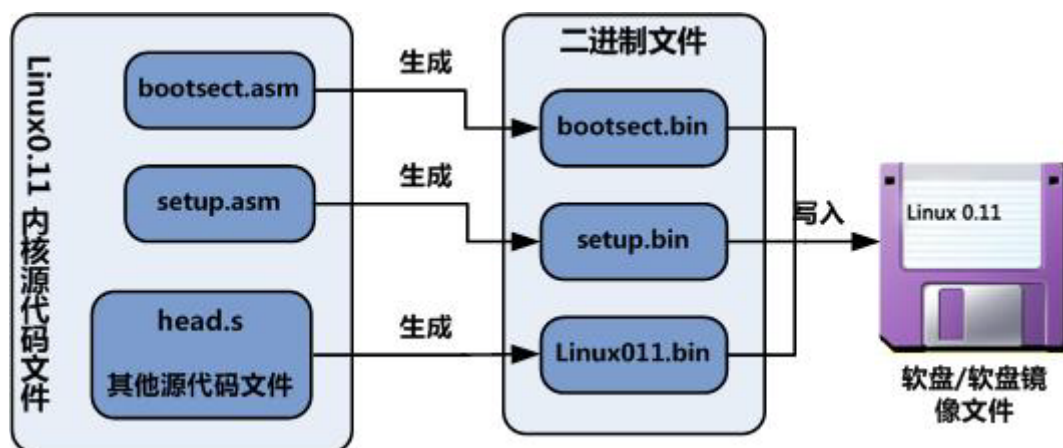 Linux0.11 内核源代码文件
bootsect.asm
setup.asm
head.s
其他源代码文件
生成
生成
生成
二进制文件
bootsect.bin
setup.bin
Linux011.bin
写入
Linux 0.11
软盘/软盘镜
像文件